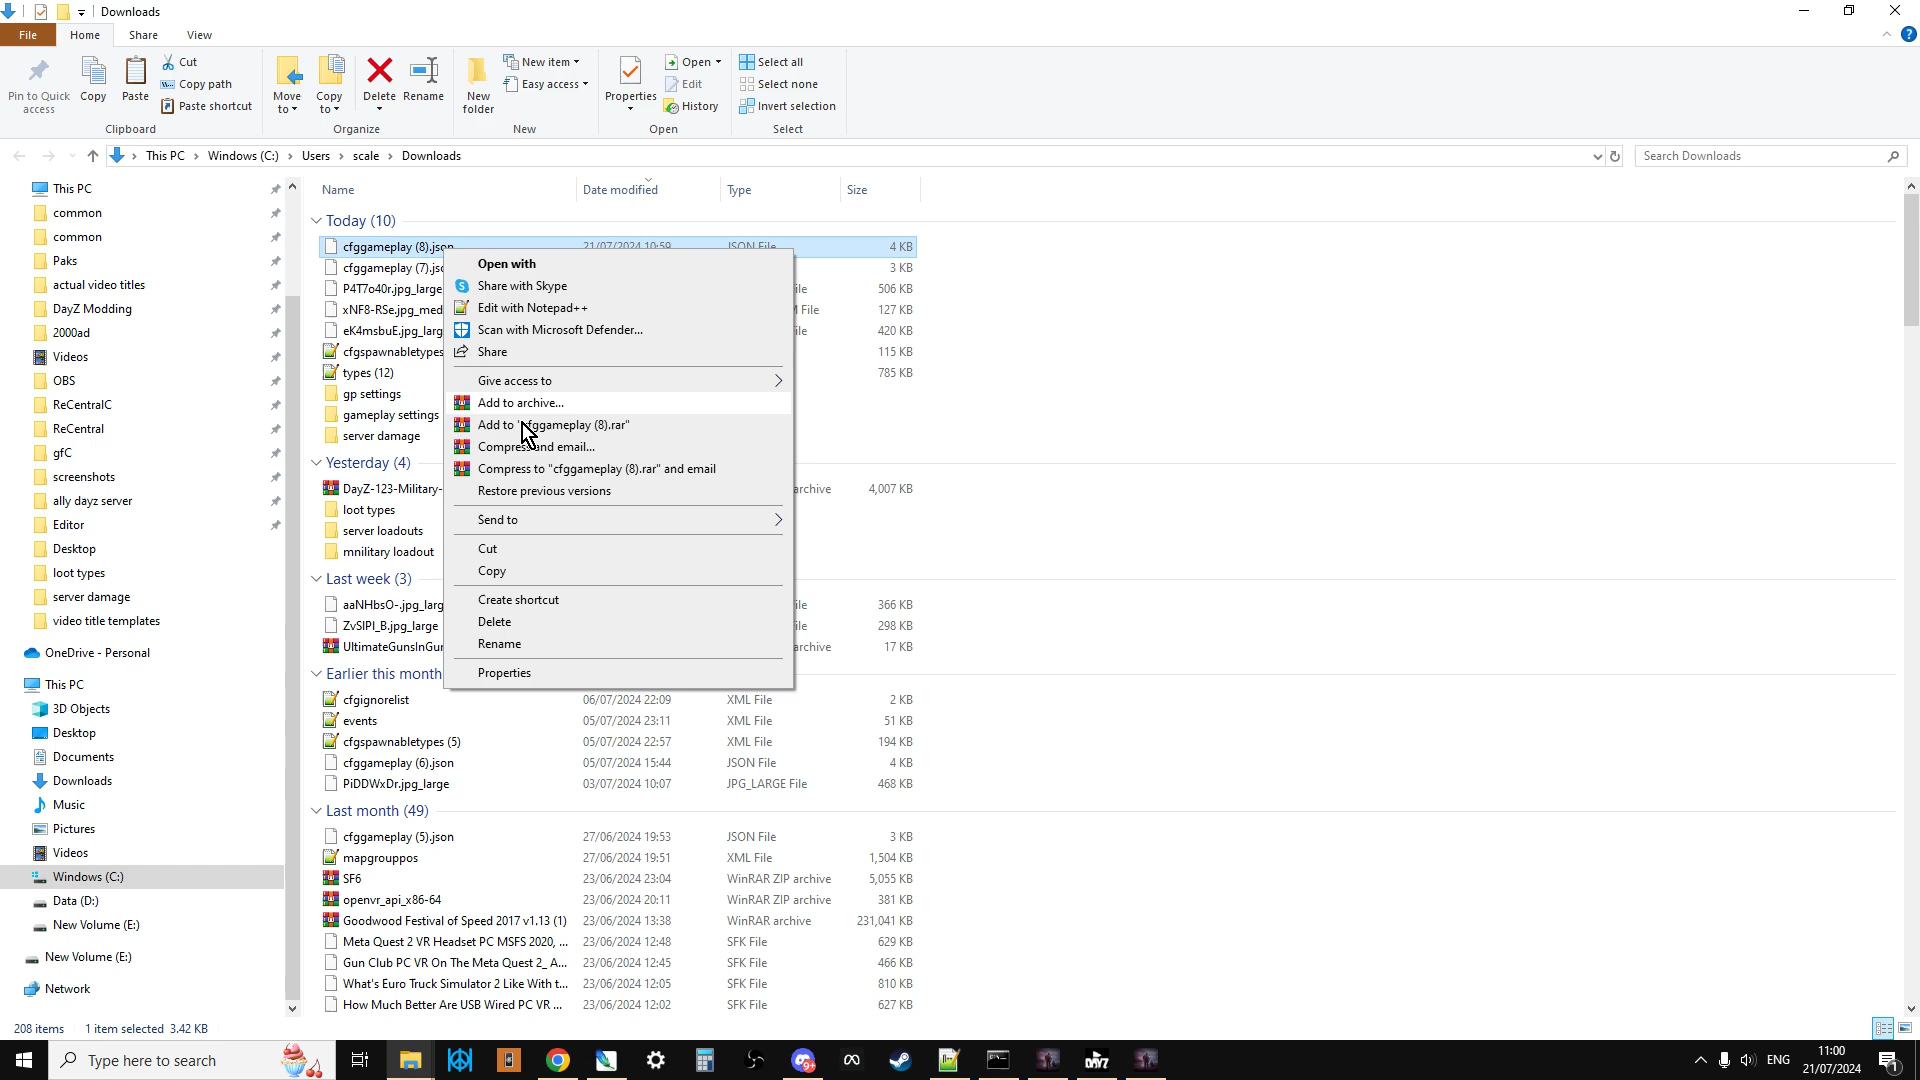 Downloads
File Home Share View
Pin to Quick access
Copy
Paste
Cut
Copy path
Paste shortcut
Clipboard
Move to
Copy to
Delete
Rename
Organize
New folder
New item
Easy access
New
Properties
Open
Edit
History
Open
Select all
Select none
Invert selection
Select
This PC > Windows (C:) > Users > scale > Downloads
Search Downloads
This PC
common
common
Paks
actual video titles
DayZ Modding
2000ad
Videos
OBS
ReCentralC
ReCentral
gfC
screenshots
ally dayz server
Editor
Desktop
loot types
server damage
video title templates
OneDrive - Personal
This PC
3D Objects
Desktop
Documents
Downloads
Music
Pictures
Videos
Windows (C:)
Data (D:)
New Volume (E:)
New Volume (E:)
Network
Name Date modified Type Size
Today (10)
cfggameplay (8).json 21/07/2024 10:59 JSON File 4 KB
cfggameplay (7).jso 3 KB
P4T7o40r.jpg_large ile 506 KB
xNF8-RSe.jpg_med File 127 KB
eK4msbuE.jpg_larg ile 420 KB
cfgspawnabletypes 115 KB
types (12) 785 KB
gp settings
gameplay settings
server damage
Yesterday (4)
DayZ-123-Military- archive 4,007 KB
loot types
server loadouts
mnilitary loadout
Last week (3)
aaNHbsO-.jpg_larg ile 366 KB
ZvSIPI_B.jpg_large ile 298 KB
UltimateGunsInGur archive 17 KB
Earlier this month
cfgignorelist 06/07/2024 22:09 XML File 2 KB
events 05/07/2024 23:11 XML File 51 KB
cfgspawnabletypes (5) 05/07/2024 22:57 XML File 194 KB
cfggameplay (6).json 05/07/2024 15:44 JSON File 4 KB
PiDDWxDr.jpg_large 03/07/2024 10:07 JPG_LARGE File 468 KB
Last month (49)
cfggameplay (5).json 27/06/2024 19:53 JSON File 3 KB
mapgrouppos 27/06/2024 19:51 XML File 1,504 KB
SF6 23/06/2024 23:04 WinRAR ZIP archive 5,055 KB
openvr_api_x86-64 23/06/2024 20:11 WinRAR ZIP archive 381 KB
Goodwood Festival of Speed 2017 v1.13 (1) 23/06/2024 13:38 WinRAR archive 231,041 KB
Meta Quest 2 VR Headset PC MSFS 2020, ... 23/06/2024 12:48 SFK File 629 KB
Gun Club PC VR On The Meta Quest 2_ A... 23/06/2024 12:45 SFK File 466 KB
What's Euro Truck Simulator 2 Like With t... 23/06/2024 12:05 SFK File 810 KB
How Much Better Are USB Wired PC VR ... 23/06/2024 12:02 SFK File 627 KB
Open with
Share with Skype
Edit with Notepad++
Scan with Microsoft Defender...
Share
Give access to
Add to archive...
Add to "cfggameplay (8).rar"
Compress and email...
Compress to "cfggameplay (8).rar" and email
Restore previous versions
Send to
Cut
Copy
Create shortcut
Delete
Rename
Properties
208 items 1 item selected 3.42 KB
Type here to search
9+
DAYZ
ENG
11:00
21/07/2024
1